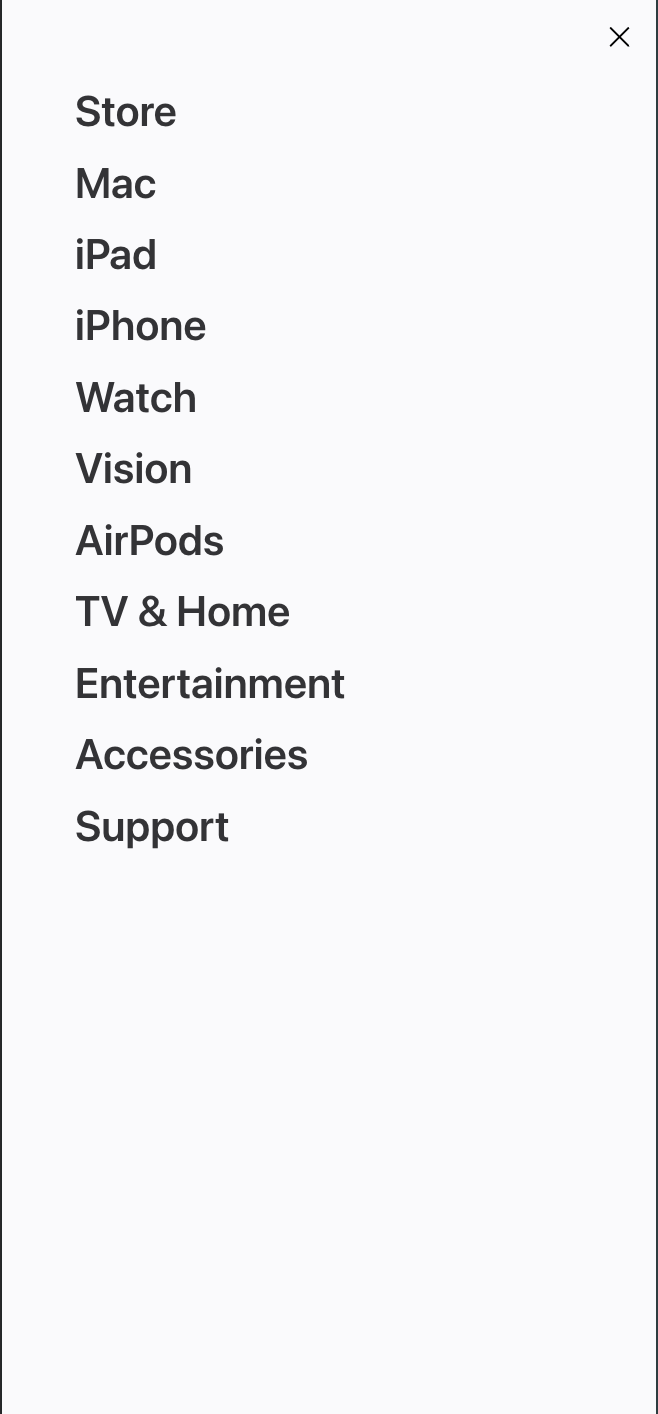 Store
Mac
iPad
iPhone
Watch
Vision
AirPods
TV & Home
Entertainment
Accessories
Support